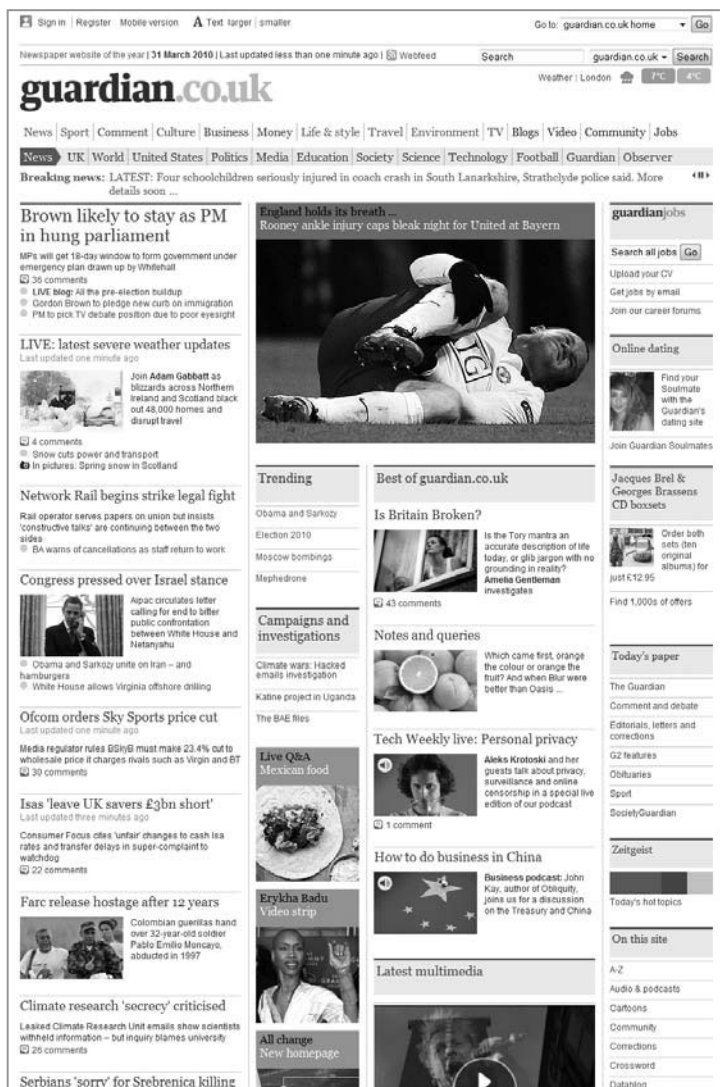 Sign in | Register Mobile version A Text larger | smaller
Go to: guardian.co.uk home Go
Newspaper website of the year | 31 March 2010 | Last updated less than one minute ago | Webfeed
Search guardian.co.uk Search
guardian.co.uk
Weather : London 7°C 4°C
News Sport Comment Culture Business Money Life & style Travel Environment TV Blogs Video Community Jobs
News UK World United States Politics Media Education Society Science Technology Football Guardian Observer
Breaking news: LATEST: Four schoolchildren seriously injured in coach crash in South Lanarkshire, Strathclyde police said. More
details soon ...
Brown likely to stay as PM
in hung parliament
MPs will get 18-day window to form government under
emergency plan drawn up by Whitehall
36 comments
LIVE blog: All the pre-election buildup
Gordon Brown to pledge new curb on immigration
PM to pick TV debate position due to poor eyesight
LIVE: latest severe weather updates
Last updated one minute ago
Join Adam Gabbatt as
blizzards across Northern
Ireland and Scotland black
out 48,000 homes and
disrupt travel
4 comments
Snow cuts power and transport
In pictures: Spring snow in Scotland
Network Rail begins strike legal fight
Rail operator serves papers on union but insists
'constructive talks' are continuing between the two
sides
BA warns of cancellations as staff return to work
Congress pressed over Israel stance
Aipac circulates letter
calling for end to bitter
public confrontation
between White House and
Netanyahu
Obama and Sarkozy unite on Iran – and
hamburgers
White House allows Virginia offshore drilling
Ofcom orders Sky Sports price cut
Last updated one minute ago
Media regulator rules BSkyB must make 23.4% cut to
wholesale price it charges rivals such as Virgin and BT
30 comments
Isas 'leave UK savers £3bn short'
Last updated three minutes ago
Consumer Focus cites 'unfair' changes to cash Isa
rates and transfer delays in super-complaint to
watchdog
22 comments
Farc release hostage after 12 years
Colombian guerillas hand
over 32-year-old soldier
Pablo Emilio Moncayo,
abducted in 1997
Climate research 'secrecy' criticised
Leaked Climate Research Unit emails show scientists
withheld information – but inquiry blames university
26 comments
Serbians 'sorry' for Srebrenica killing
England holds its breath ...
Rooney ankle injury caps bleak night for United at Bayern
Trending
Obama and Sarkozy
Election 2010
Moscow bombings
Mephedrone
Campaigns and
investigations
Climate wars: Hacked
emails investigation
Katine project in Uganda
The BAE files
Live Q&A
Mexican food
Erykha Badu
Video strip
All change
New homepage
Best of guardian.co.uk
Is Britain Broken?
Is the Tory mantra an
accurate description of life
today, or glib jargon with no
grounding in reality?
Amelia Gentleman
investigates
43 comments
Notes and queries
Which came first, orange
the colour or orange the
fruit? And when Blur were
better than Oasis ...
Tech Weekly live: Personal privacy
Aleks Krotoski and her
guests talk about privacy,
surveillance and online
censorship in a special live
edition of our podcast
1 comment
How to do business in China
Business podcast: John
Kay, author of Obliquity,
joins us for a discussion
on the Treasury and China
Latest multimedia
guardianjobs
Search all jobs Go
Upload your CV
Get jobs by email
Join our career forums
Online dating
Find your
Soulmate
with the
Guardian's
dating site
Join Guardian Soulmates
Jacques Brel &
Georges Brassens
CD boxsets
Order both
sets (ten
original
albums) for
just £12.95
Find 1,000s of offers
Today's paper
The Guardian
Comment and debate
Editorials, letters and
corrections
G2 features
Obituaries
Sport
SocietyGuardian
Zeitgeist
Today's hot topics
On this site
A-Z
Audio & podcasts
Cartoons
Community
Corrections
Crossword
Datablog